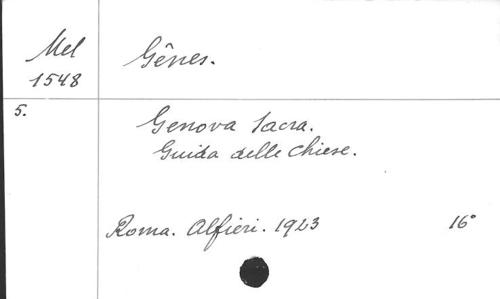 Mel
1548
Gênes.
5.
Genova Sacra.
Guida delle Chiese.
Roma. Alfieri. 1923
16°